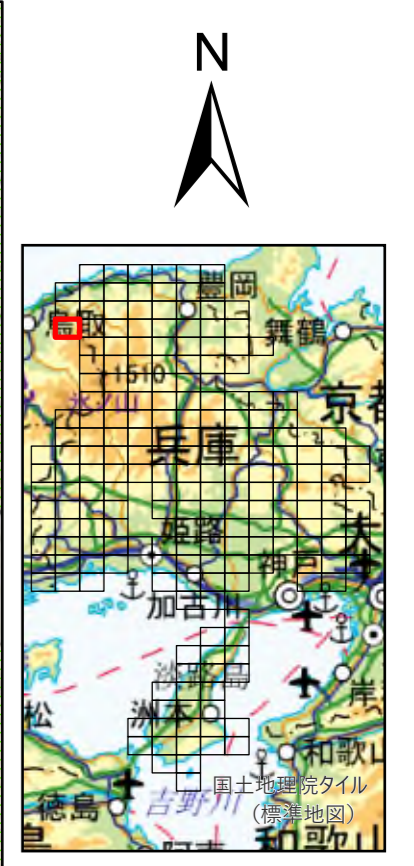 N
豊岡
鳥取
舞鶴
1510
氷ノ山
京都
兵庫
姫路
神戸
大
加古川
淡路島
岸
松
洲本
和歌山
国土地理院タイル
徳島
吉野川
(標準地図)
和歌山